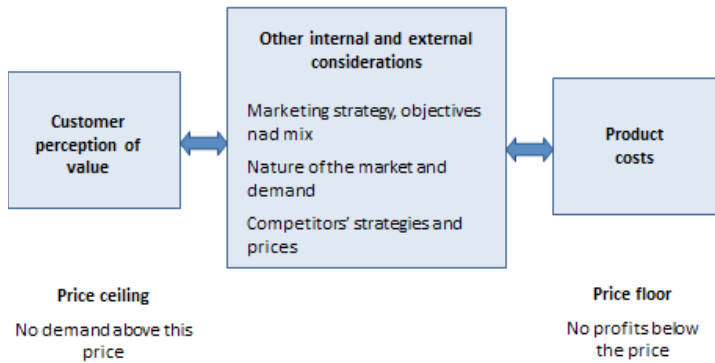 Customer
perception of
value
Other internal and external
considerations
Marketing strategy, objectives
nad mix
Nature of the market and
demand
Competitors' strategies and
prices
Product
costs
Price ceiling
No demand above this
price
Price floor
No profits below
the price